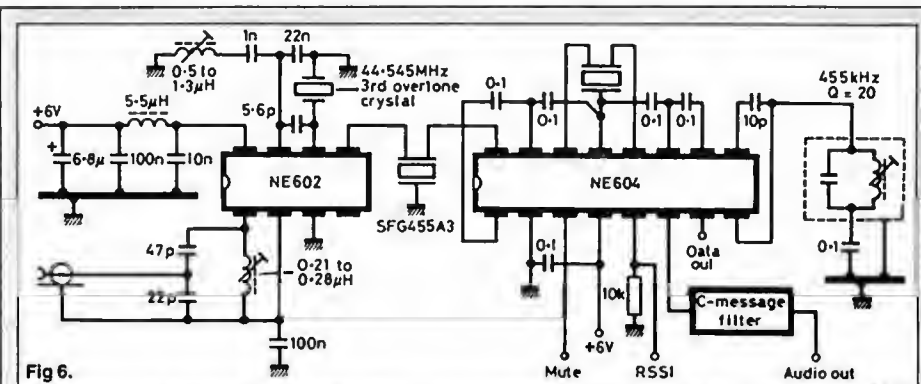 1n
22n
0·5 to
1·3µH
44·545MHz
3rd overtone
crystal
+6V
5·5µH
5·6p
0·1
0·1
0·1
0·1
10p
455kHz
Q = 20
+
6·8µ
100n
10n
NE602
SFG455A3
NE604
47p
22p
0·21 to
0·28µH
0·1
10k
Oata
out
0·1
C-message
filter
100n
+6V
Fig 6.
Mute
RSSI
Audio out